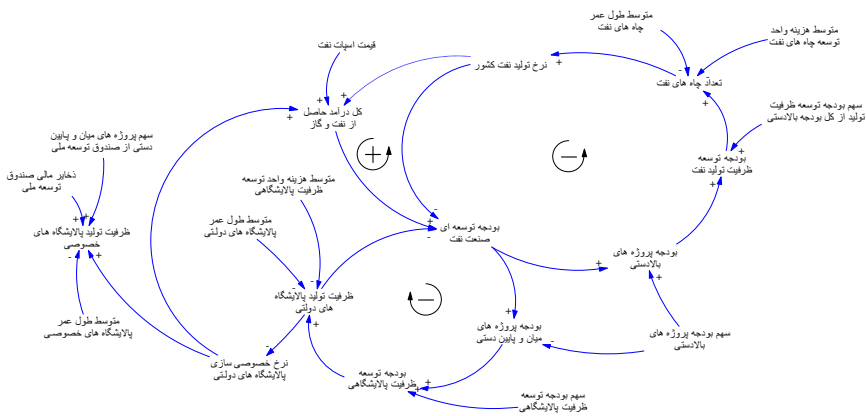 متوسط طول عمر
چاه های نفت
متوسط هزینه واحد
توسعه چاه های نفت
قیمت اسپات نفت
نرخ تولید نفت کشور
تعداد چاه های نفت
کل درآمد حاصل
از نفت و گاز
سهم بودجه توسعه ظرفیت
تولید از کل بودجه بالادستی
سهم پروژه های میان و پایین
دستی از صندوق توسعه ملی
بودجه توسعه
ظرفیت تولید نفت
ذخایر مالی صندوق
توسعه ملی
متوسط هزینه واحد توسعه
ظرفیت پالایشگاهی
ظرفیت تولید پالایشگاه های
خصوصی
متوسط طول عمر
پالایشگاه های دولتی
بودجه توسعه ای
صنعت نفت
بودجه پروژه های
بالادستی
ظرفیت تولید پالایشگاه
های دولتی
متوسط طول عمر
پالایشگاه های خصوصی
بودجه پروژه های
میان و پایین دستی
سهم بودجه پروژه های
بالادستی
نرخ خصوصی سازی
پالایشگاه های دولتی
بودجه توسعه
ظرفیت پالایشگاهی
سهم بودجه توسعه
ظرفیت پالایشگاهی